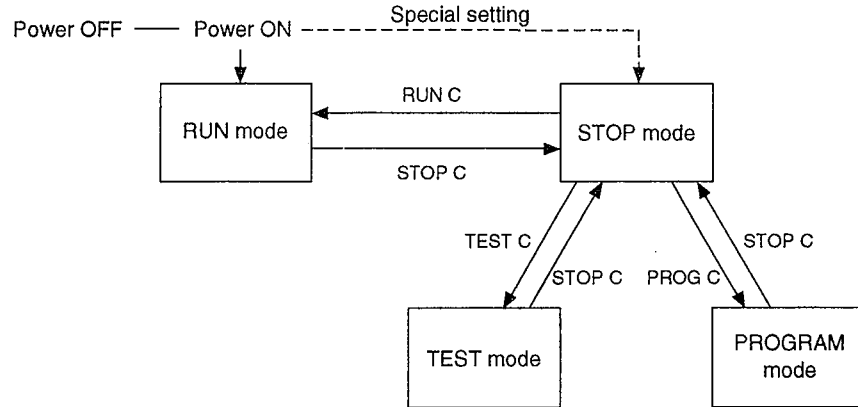 Special setting
Power OFF
Power ON
RUN C
RUN mode
STOP mode
STOP C
TEST C
STOP C
STOP C
PROG C
TEST mode
PROGRAM
mode